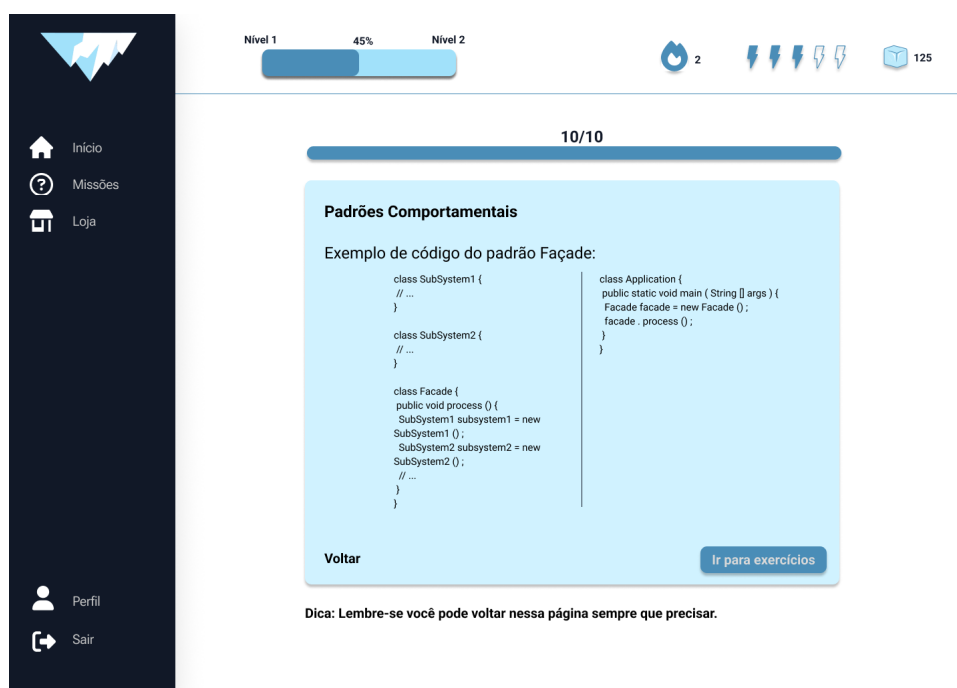 Nível 1
45%
Nível 2
2
125
Início
Missões
Loja
10/10
Padrões Comportamentais
Exemplo de código do padrão Façade:
class SubSystem1 {
// ...
}
class SubSystem2 {
// ...
}
class Facade {
public void process () {
SubSystem1 subsystem1 = new
SubSystem1 () ;
SubSystem2 subsystem2 = new
SubSystem2 () ;
// ...
}
}
class Application {
public static void main ( String [] args ) {
Facade facade = new Facade () ;
facade . process () ;
}
}
Voltar
Ir para exercícios
Dica: Lembre-se você pode voltar nessa página sempre que precisar.
Perfil
Sair